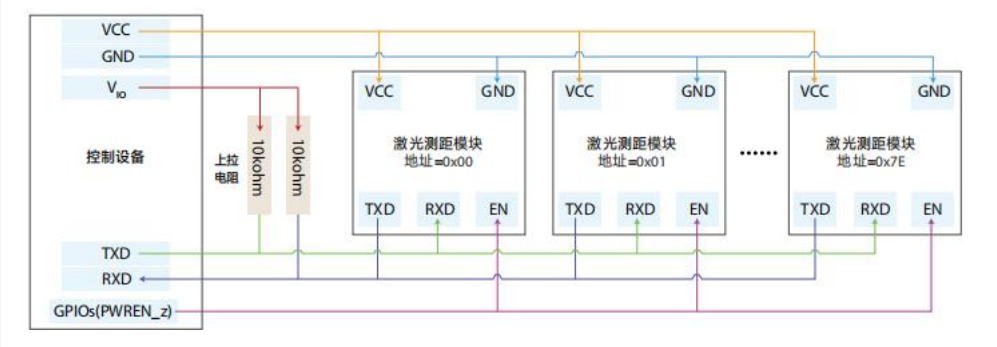 VCC
GND
VIO
控制设备
上拉
电阻
10kohm
10kohm
TXD
RXD
GPIOs(PWREN_z)
VCC GND
激光测距模块
地址=0x00
TXD RXD EN
VCC GND
激光测距模块
地址=0x01
TXD RXD EN
......
VCC GND
激光测距模块
地址=0x7E
TXD RXD EN